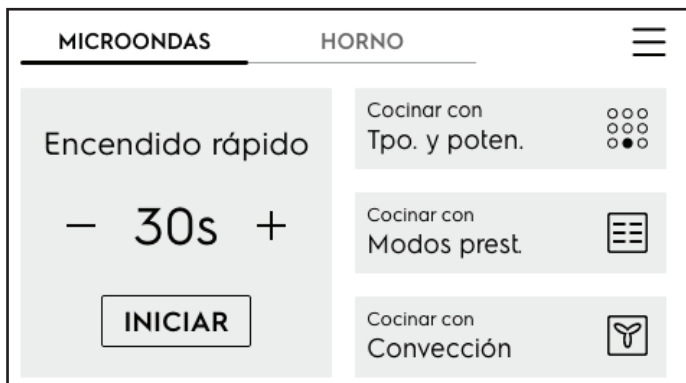 MICROONDAS
HORNO
Encendido rápido
− 30s +
INICIAR
Cocinar con
Tpo. y poten.
Cocinar con
Modos prest.
Cocinar con
Convección